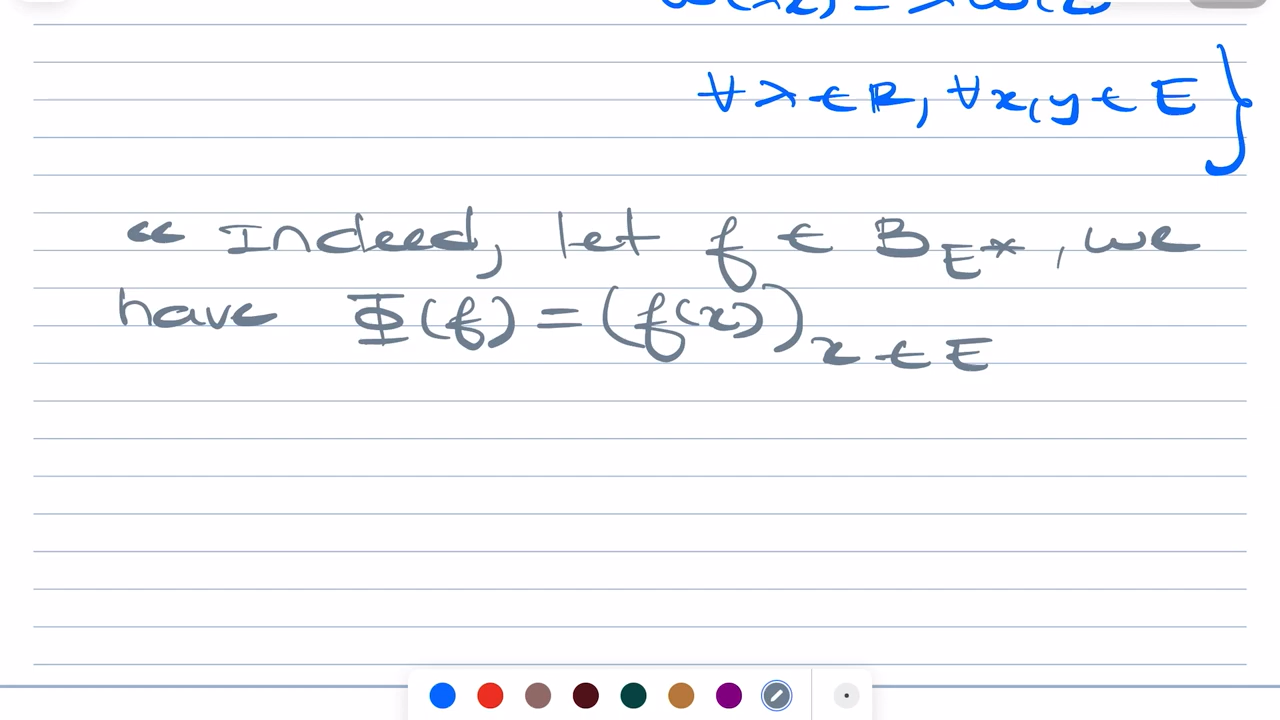 ∀λ∈R, ∀x,y∈E}
“ Indeed, let f ∈ B_{E*}, we
have Φ(f) = (f(x))_{x∈E}